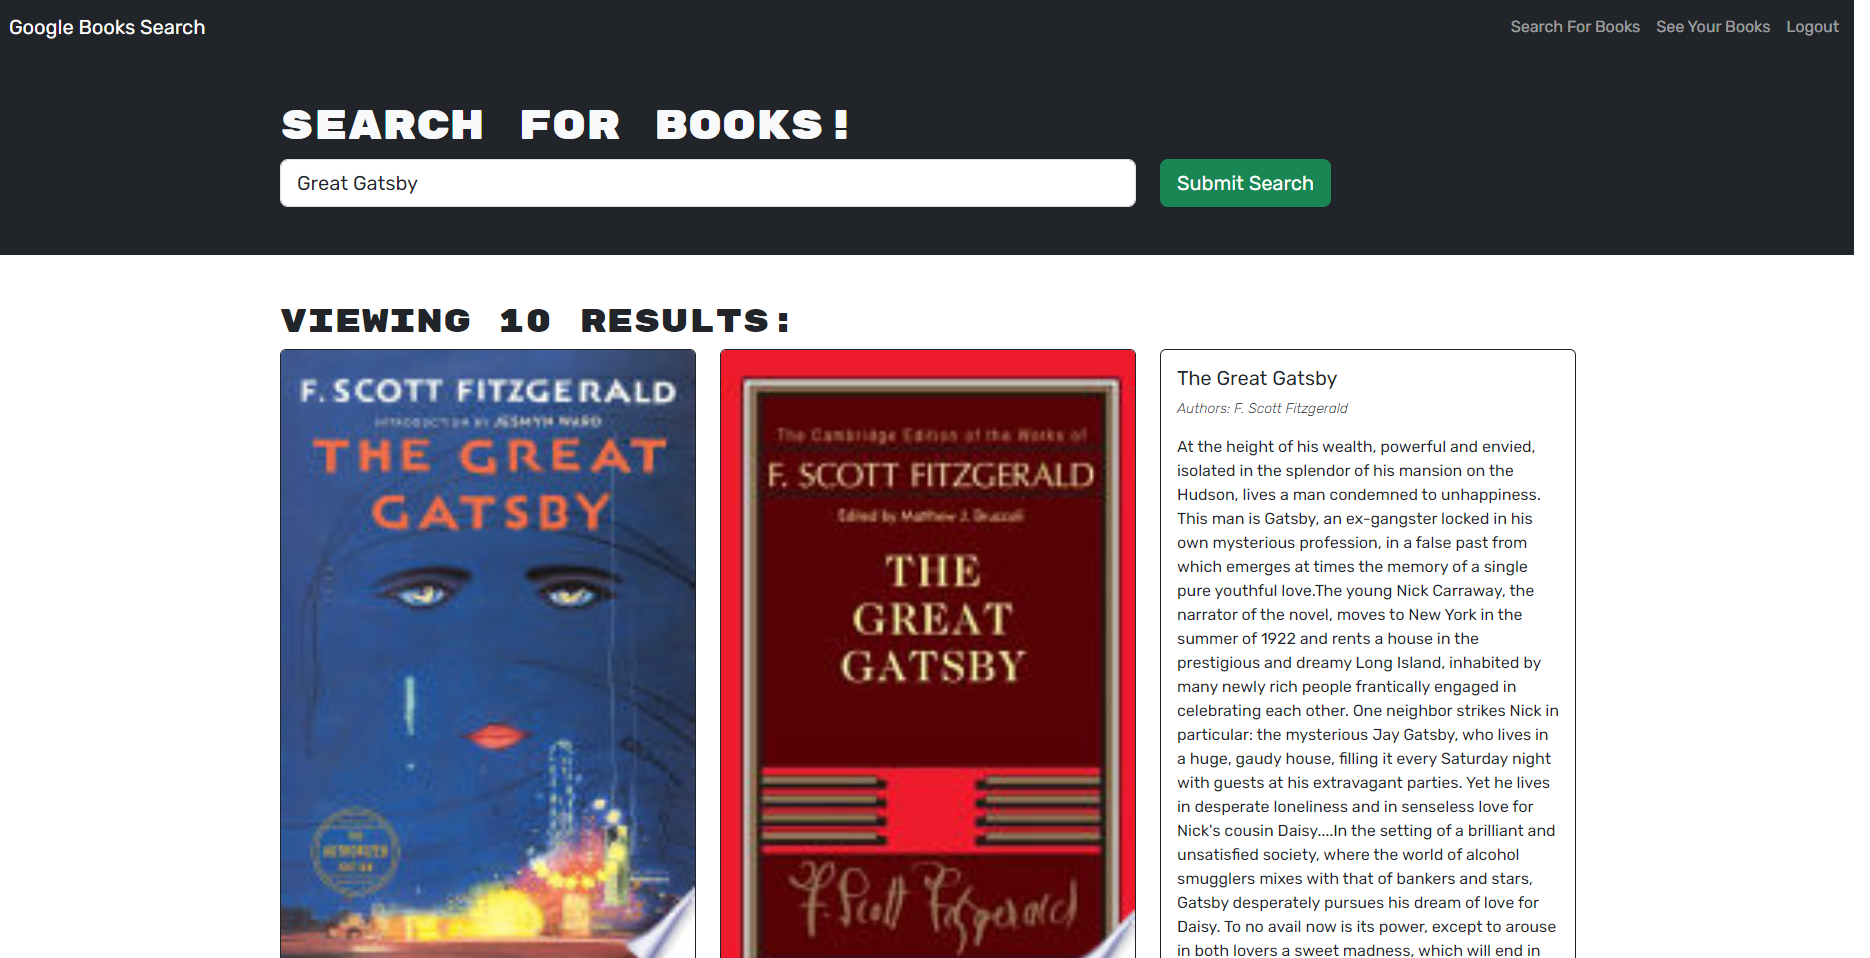 Google Books Search
Search For Books
See Your Books
Logout
SEARCH FOR BOOKS!
Great Gatsby
Submit Search
VIEWING 10 RESULTS:
F. SCOTT FITZGERALD
INTRODUCTION BY JESMYN WARD
THE GREAT
GATSBY
The Cambridge Edition of the Works of
F. SCOTT FITZGERALD
Edited by Matthew J. Bruccoli
THE
GREAT
GATSBY
F. Scott Fitzgerald
The Great Gatsby
Authors: F. Scott Fitzgerald
At the height of his wealth, powerful and envied,
isolated in the splendor of his mansion on the
Hudson, lives a man condemned to unhappiness.
This man is Gatsby, an ex-gangster locked in his
own mysterious profession, in a false past from
which emerges at times the memory of a single
pure youthful love.The young Nick Carraway, the
narrator of the novel, moves to New York in the
summer of 1922 and rents a house in the
prestigious and dreamy Long Island, inhabited by
many newly rich people frantically engaged in
celebrating each other. One neighbor strikes Nick in
particular: the mysterious Jay Gatsby, who lives in
a huge, gaudy house, filling it every Saturday night
with guests at his extravagant parties. Yet he lives
in desperate loneliness and in senseless love for
Nick's cousin Daisy....In the setting of a brilliant and
unsatisfied society, where the world of alcohol
smugglers mixes with that of bankers and stars,
Gatsby desperately pursues his dream of love for
Daisy. To no avail now is its power, except to arouse
in both lovers a sweet madness, which will end in